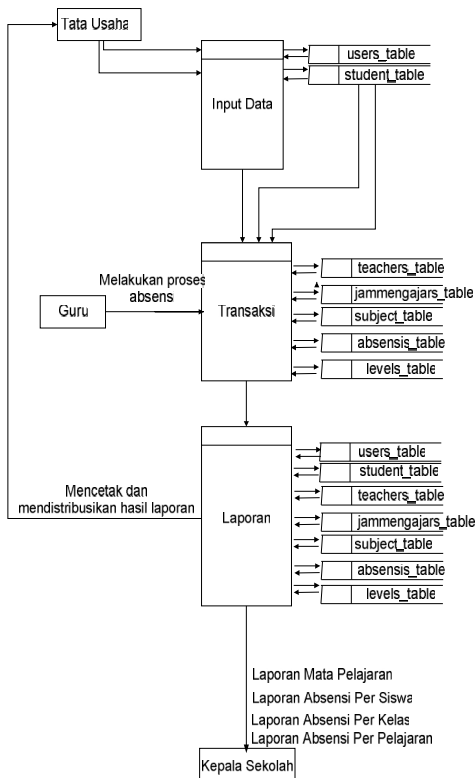 Tata Usaha
users_table
student_table
Input Data
teachers_table
Melakukan proses
absens
jammengajars_table
Guru
Transaksi
subject_table
absensis_table
levels_table
users_table
student_table
Mencetak dan
mendistribusikan hasil laporan
teachers_table
Laporan
jammengajars_table
subject_table
absensis_table
levels_table
Laporan Mata Pelajaran
Laporan Absensi Per Siswa
Laporan Absensi Per Kelas
Laporan Absensi Per Pelajaran
Kepala Sekolah